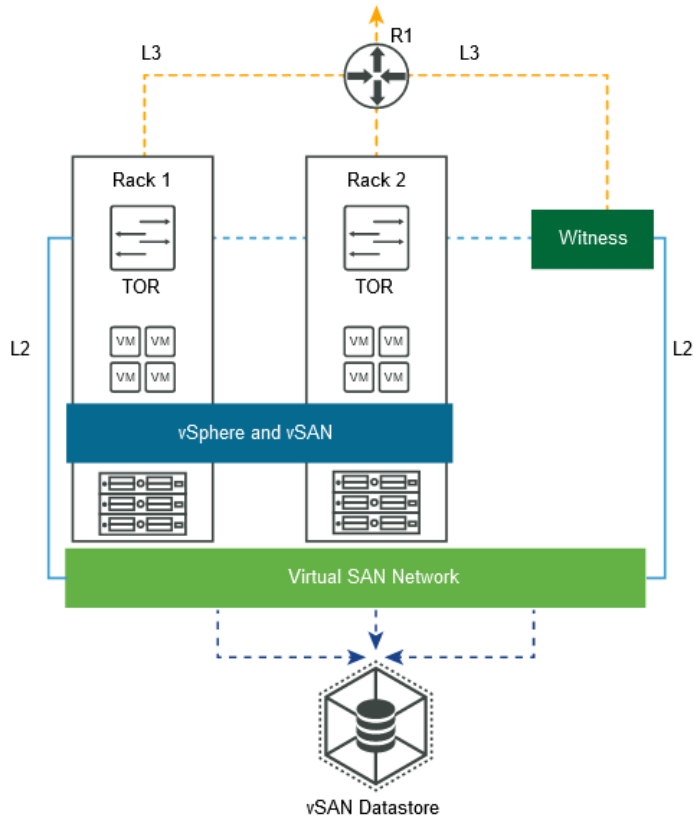 R1
L3
L3
Rack 1
Rack 2
Witness
TOR
TOR
L2
L2
VM VM
VM VM
VM VM
VM VM
vSphere and vSAN
Virtual SAN Network
vSAN Datastore